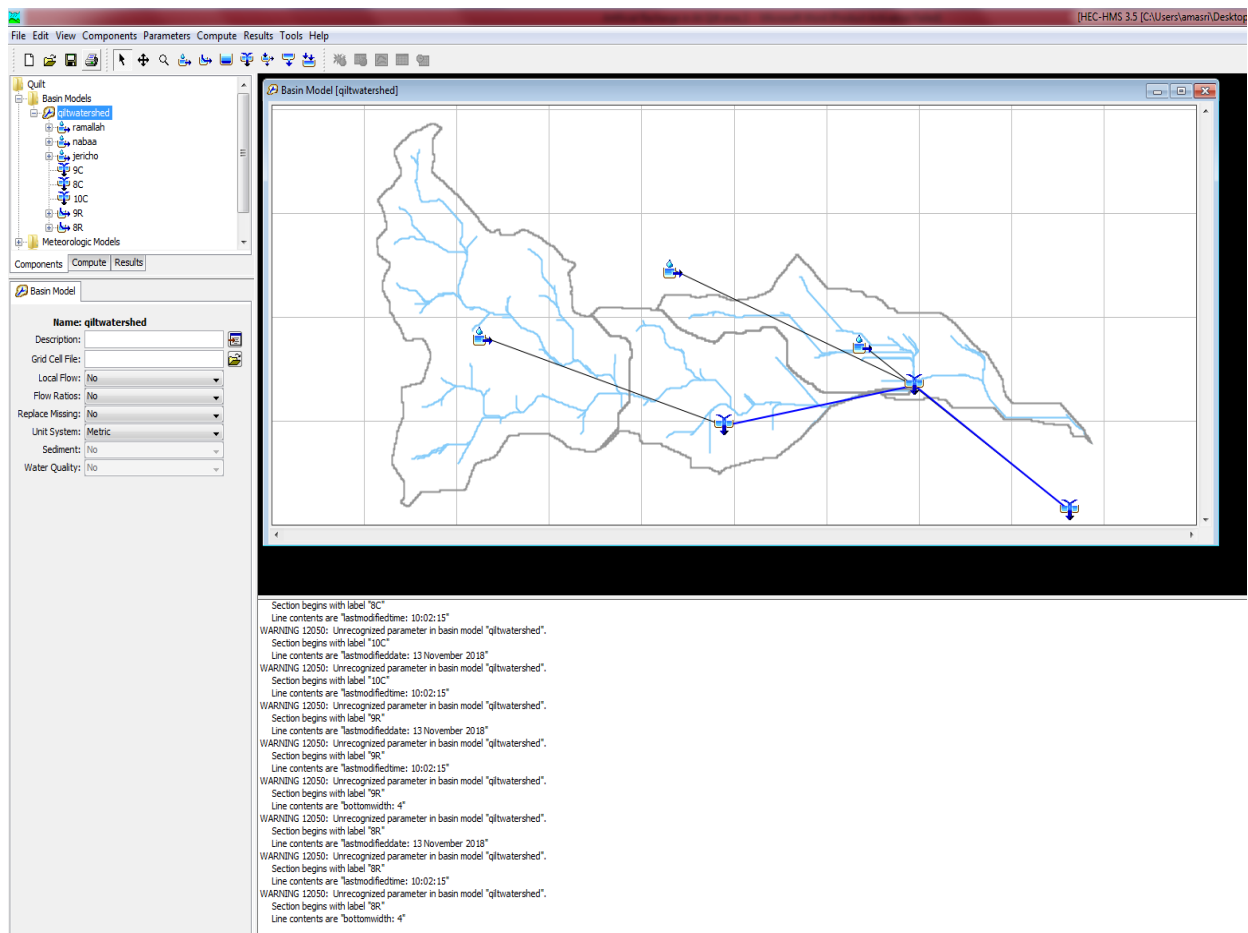 [HEC-HMS 3.5 [C:\Users\amasri\Desktop
File Edit View Components Parameters Compute Results Tools Help
Quilt
Basin Models
qiltwatershed
ramallah
nabaa
jericho
9C
8C
10C
9R
8R
Meteorologic Models
Components Compute Results
Basin Model
Name: qiltwatershed
Description:
Grid Cell File:
Local Flow: No
Flow Ratios: No
Replace Missing: No
Unit System: Metric
Sediment: No
Water Quality: No
Basin Model [qiltwatershed]
Section begins with label "8C"
Line contents are "lastmodifiedtime: 10:02:15"
WARNING 12050: Unrecognized parameter in basin model "qiltwatershed".
Section begins with label "10C"
Line contents are "lastmodifieddate: 13 November 2018"
WARNING 12050: Unrecognized parameter in basin model "qiltwatershed".
Section begins with label "10C"
Line contents are "lastmodifiedtime: 10:02:15"
WARNING 12050: Unrecognized parameter in basin model "qiltwatershed".
Section begins with label "9R"
Line contents are "lastmodifieddate: 13 November 2018"
WARNING 12050: Unrecognized parameter in basin model "qiltwatershed".
Section begins with label "9R"
Line contents are "lastmodifiedtime: 10:02:15"
WARNING 12050: Unrecognized parameter in basin model "qiltwatershed".
Section begins with label "9R"
Line contents are "bottomwidth: 4"
WARNING 12050: Unrecognized parameter in basin model "qiltwatershed".
Section begins with label "8R"
Line contents are "lastmodifieddate: 13 November 2018"
WARNING 12050: Unrecognized parameter in basin model "qiltwatershed".
Section begins with label "8R"
Line contents are "lastmodifiedtime: 10:02:15"
WARNING 12050: Unrecognized parameter in basin model "qiltwatershed".
Section begins with label "8R"
Line contents are "bottomwidth: 4"